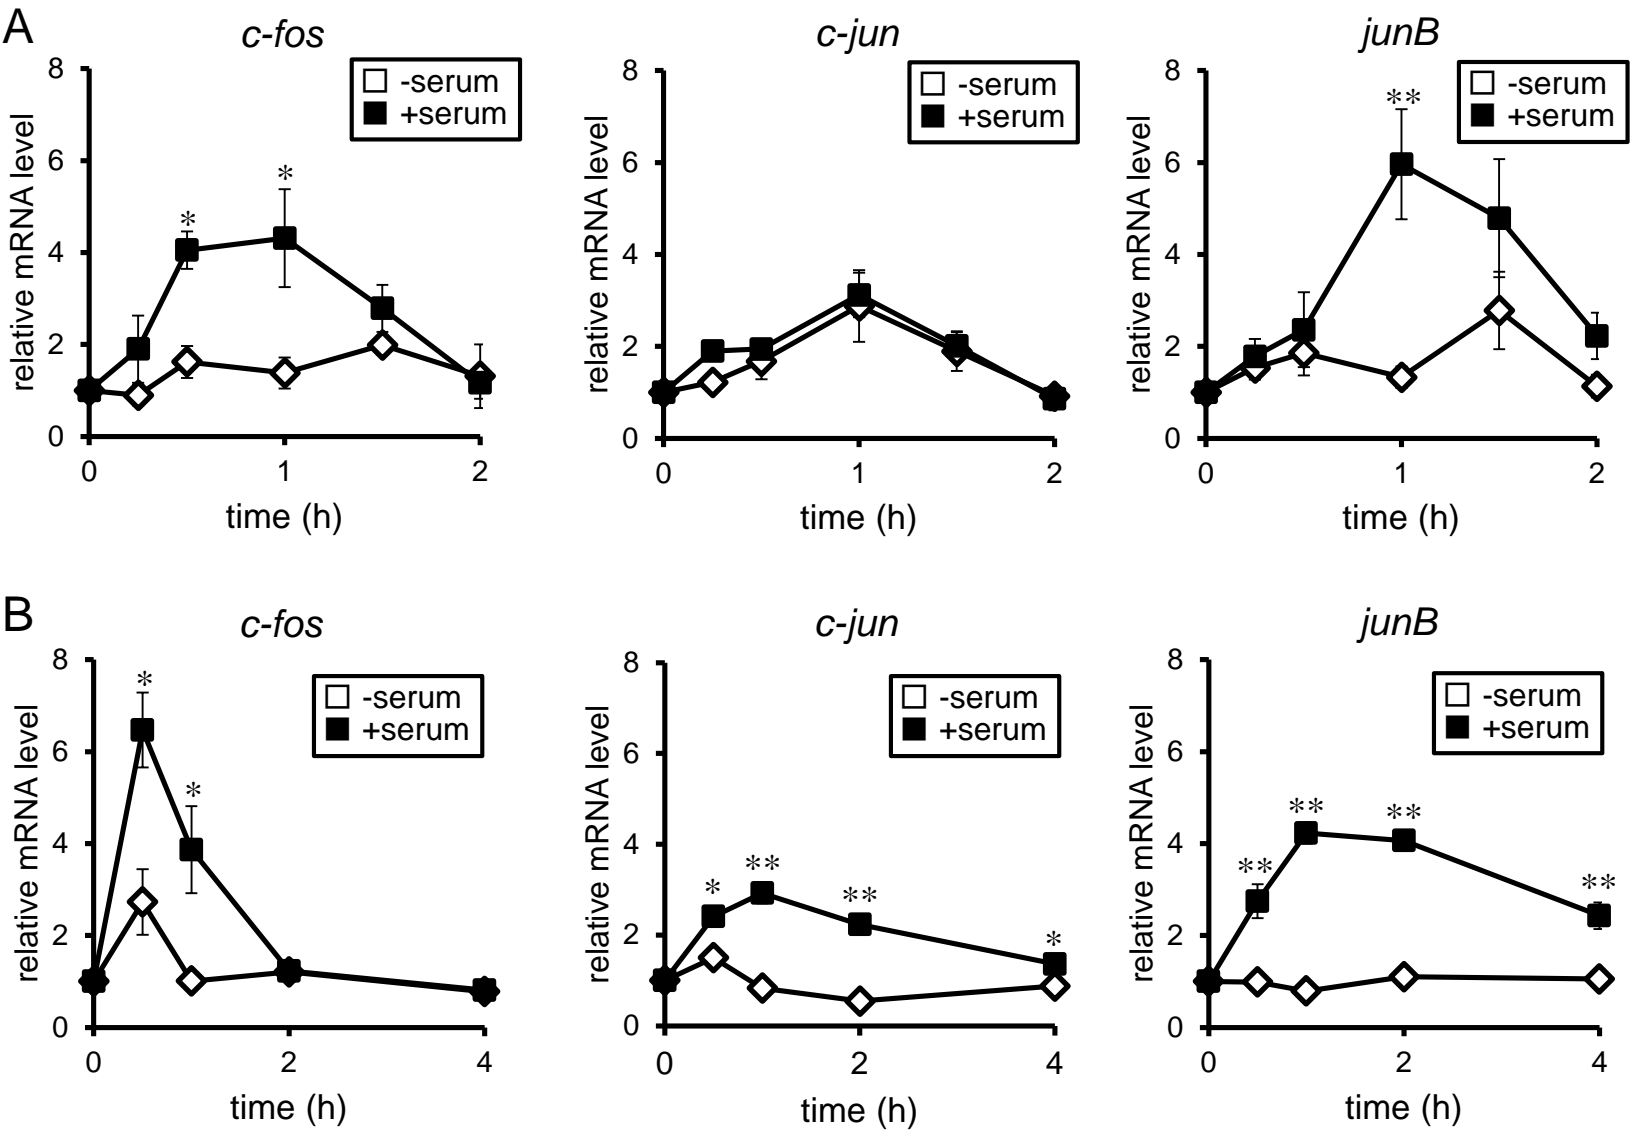 A
c-fos
c-jun
junB
-serum
+serum
-serum
+serum
-serum
+serum
relative mRNA level
8
6
4
2
0
0
1
2
time (h)
relative mRNA level
8
6
4
2
0
0
1
2
time (h)
relative mRNA level
8
6
4
2
0
0
1
2
time (h)
*
*
**
B
c-fos
c-jun
junB
-serum
+serum
-serum
+serum
-serum
+serum
relative mRNA level
8
6
4
2
0
0
2
4
time (h)
*
*
relative mRNA level
8
6
4
2
0
0
2
4
time (h)
*
**
**
*
relative mRNA level
8
6
4
2
0
0
2
4
time (h)
**
**
**
**